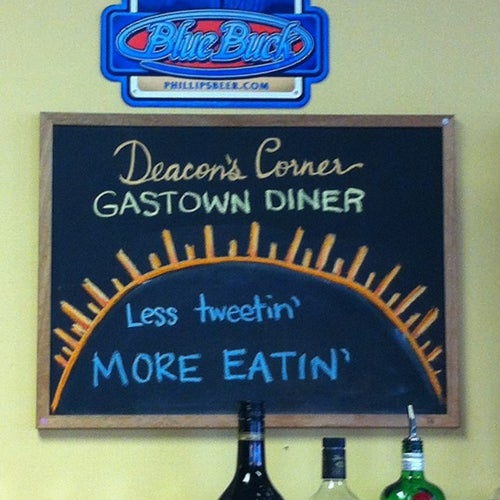 Blue Buck
PHILLIPSBEER.COM
Deacon's Corner
GASTOWN DINER
Less tweetin'
MORE EATIN'